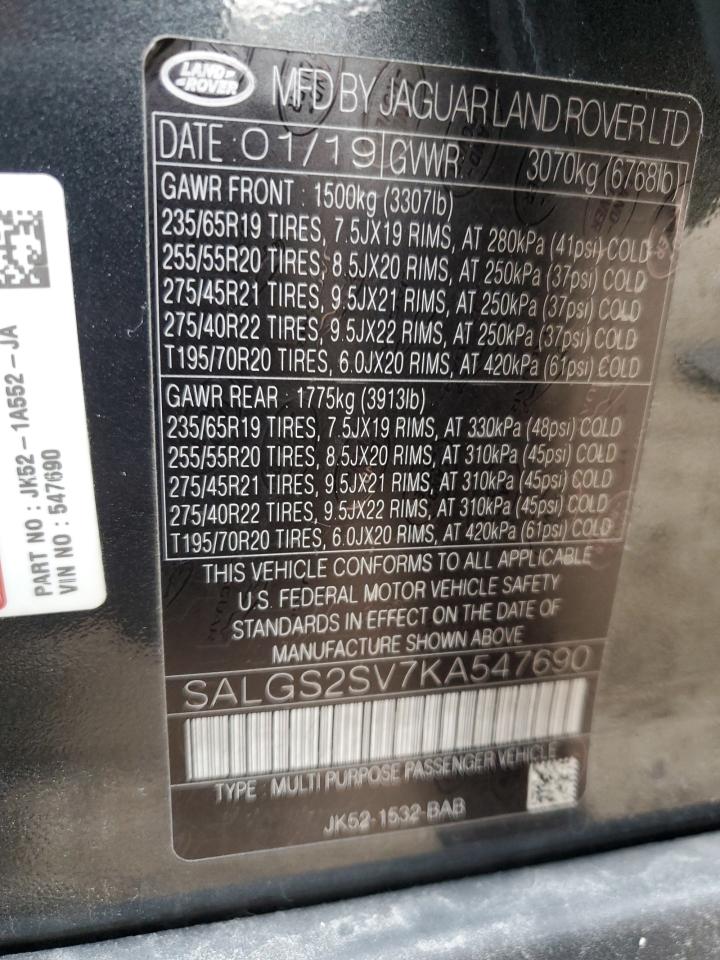 LAND ROVER
MFD BY JAGUAR LAND ROVER LTD
DATE: 01/19 GVWR : 3070kg (6768lb)
GAWR FRONT : 1500kg (3307lb)
235/65R19 TIRES, 7.5JX19 RIMS, AT 280kPa (41psi) COLD
255/55R20 TIRES, 8.5JX20 RIMS, AT 250kPa (37psi) COLD
275/45R21 TIRES, 9.5JX21 RIMS, AT 250kPa (37psi) COLD
275/40R22 TIRES, 9.5JX22 RIMS, AT 250kPa (37psi) COLD
T195/70R20 TIRES, 6.0JX20 RIMS, AT 420kPa (61psi) COLD
GAWR REAR : 1775kg (3913lb)
235/65R19 TIRES, 7.5JX19 RIMS, AT 330kPa (48psi) COLD
255/55R20 TIRES, 8.5JX20 RIMS, AT 310kPa (45psi) COLD
275/45R21 TIRES, 9.5JX21 RIMS, AT 310kPa (45psi) COLD
275/40R22 TIRES, 9.5JX22 RIMS, AT 310kPa (45psi) COLD
T195/70R20 TIRES, 6.0JX20 RIMS, AT 420kPa (61psi) COLD
THIS VEHICLE CONFORMS TO ALL APPLICABLE
U.S. FEDERAL MOTOR VEHICLE SAFETY
STANDARDS IN EFFECT ON THE DATE OF
MANUFACTURE SHOWN ABOVE
SALGS2SV7KA547690
TYPE : MULTI PURPOSE PASSENGER VEHICLE
JK52-1532-BAB
PART NO : JK52 - 1A552 - JA
VIN NO : 547690